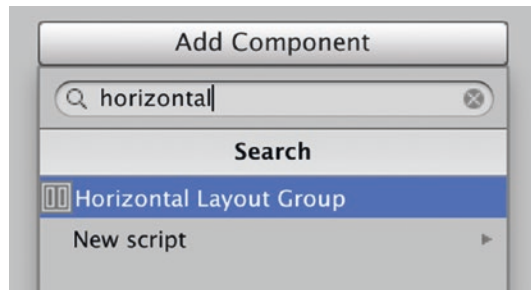 Add Component
horizontal
Search
Horizontal Layout Group
New script